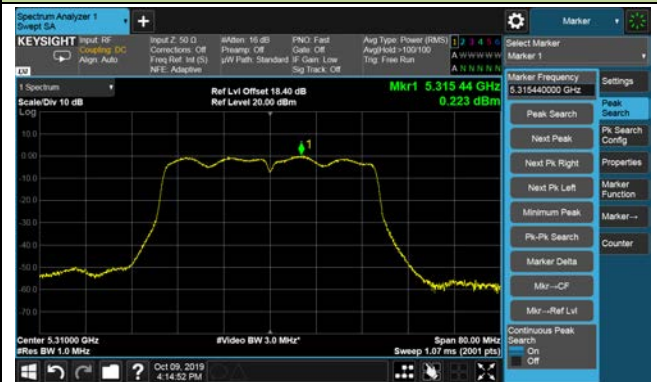 Spectrum Analyzer 1
Swept SA
Marker
KEYSIGHT
Input: RF
Coupling: DC
Align: Auto
Input Z: 50 Ω
Corrections: Off
Freq Ref: Int (S)
NFE: Adaptive
#Atten: 16 dB
Preamp: Off
µW Path: Standard
PNO: Fast
Gate: Off
IF Gain: Low
Sig Track: Off
Avg Type: Power (RMS)
Avg|Hold:>100/100
Trig: Free Run
1 2 3 4 5 6
A W W W W W
A N N N N N
Select Marker
Marker 1
1 Spectrum
Scale/Div 10 dB
Log
Ref Lvl Offset 18.40 dB
Ref Level 20.00 dBm
Mkr1 5.315 44 GHz
0.223 dBm
10.0
0.00
-10.0
-20.0
-30.0
-40.0
-50.0
-60.0
-70.0
1
Center 5.31000 GHz
#Res BW 1.0 MHz
#Video BW 3.0 MHz*
Span 80.00 MHz
Sweep 1.07 ms (2001 pts)
Marker Frequency
5.315440000 GHz
Peak Search
Next Peak
Next Pk Right
Next Pk Left
Minimum Peak
Pk-Pk Search
Marker Delta
Mkr→CF
Mkr→Ref Lvl
Continuous Peak
Search
On
Off
Settings
Peak
Search
Pk Search
Config
Properties
Marker
Function
Marker→
Counter
Oct 09, 2019
4:14:52 PM